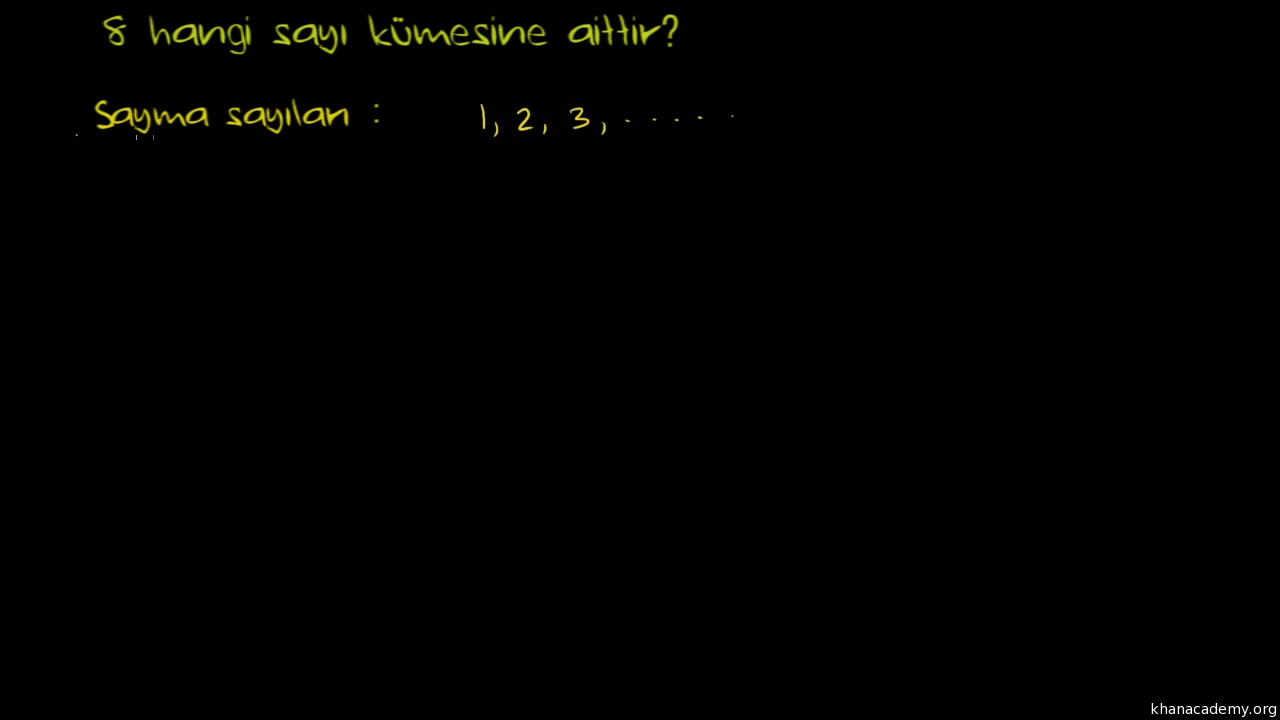 8 hangi sayı kümesine aittir?
Sayma sayıları : 1, 2, 3, . . . . .
khanacademy.org